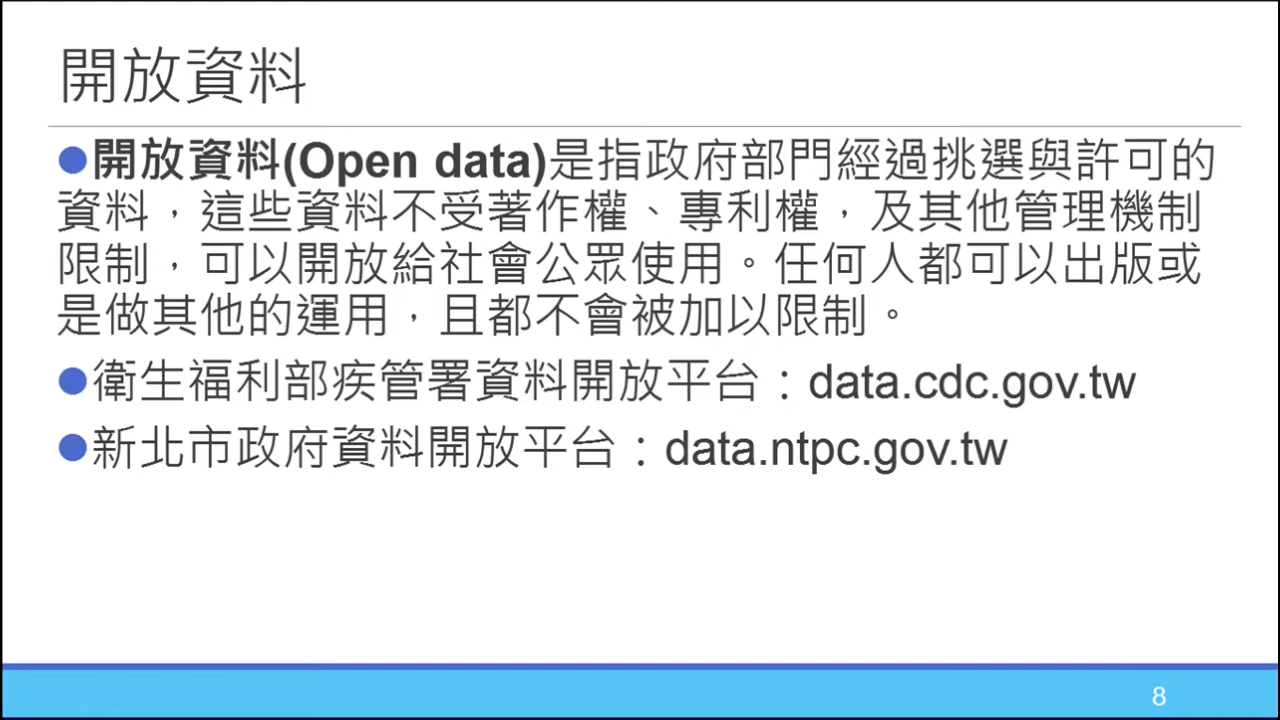 開放資料
●開放資料(Open data)是指政府部門經過挑選與許可的
資料，這些資料不受著作權、專利權，及其他管理機制
限制，可以開放給社會公眾使用。任何人都可以出版或
是做其他的運用，且都不會被加以限制。
●衛生福利部疾管署資料開放平台：data.cdc.gov.tw
●新北市政府資料開放平台：data.ntpc.gov.tw
8